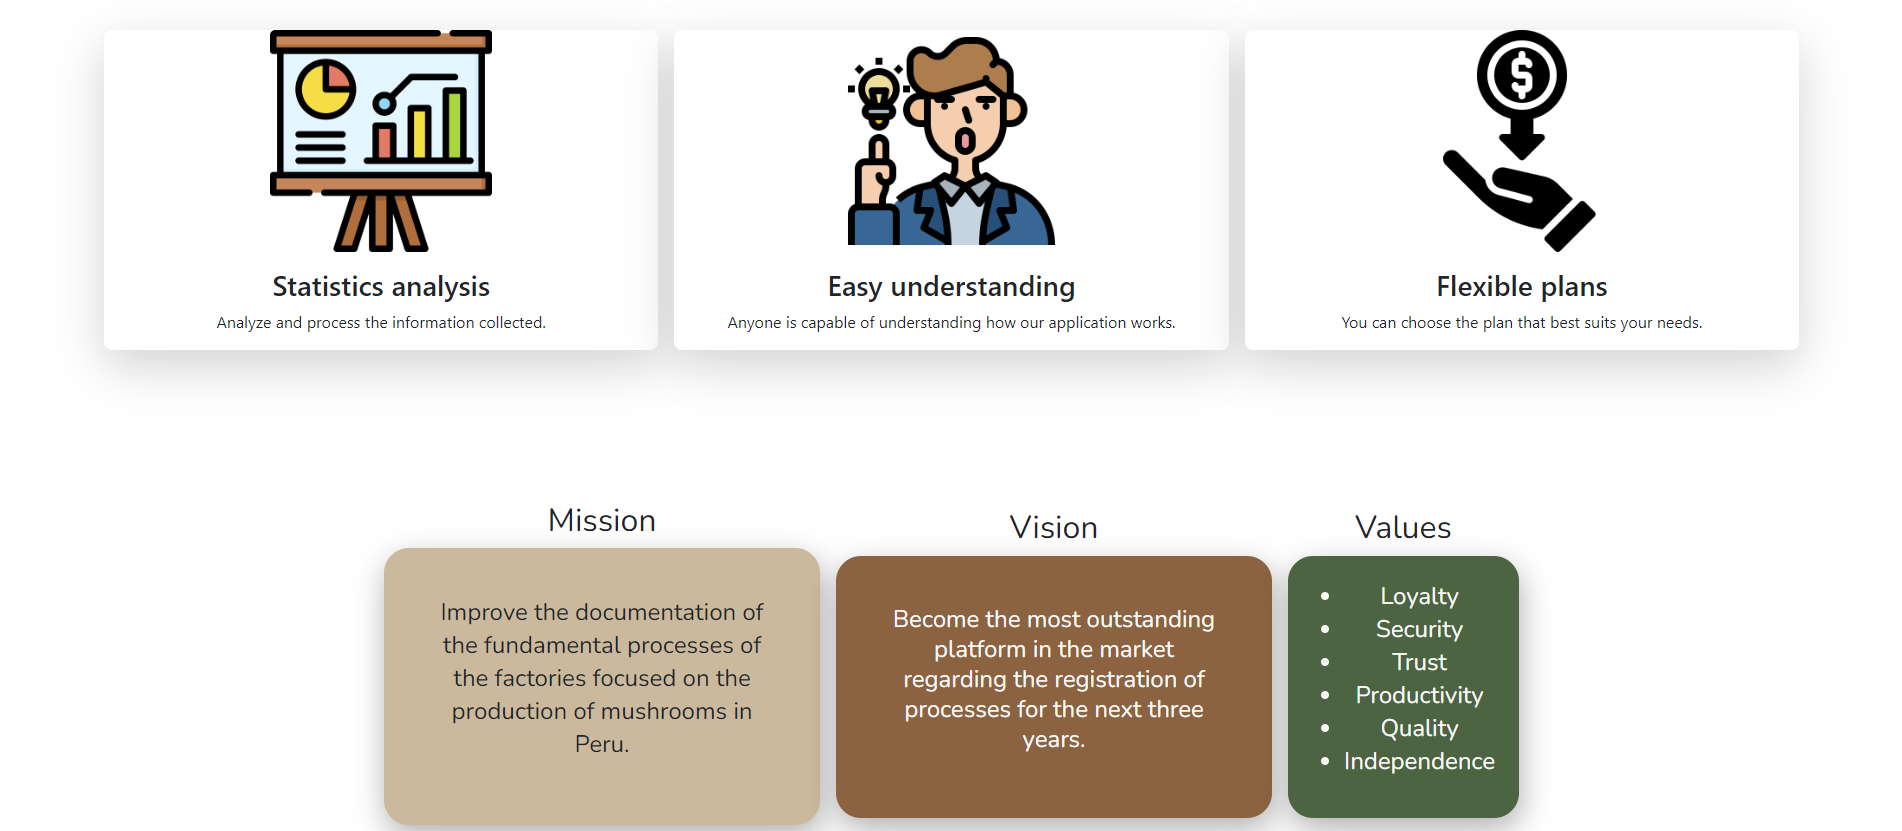 Statistics analysis
Analyze and process the information collected.
Easy understanding
Anyone is capable of understanding how our application works.
$
Flexible plans
You can choose the plan that best suits your needs.
Mission
Improve the documentation of
the fundamental processes of
the factories focused on the
production of mushrooms in
Peru.
Vision
Become the most outstanding
platform in the market
regarding the registration of
processes for the next three
years.
Values
• Loyalty
• Security
• Trust
• Productivity
• Quality
• Independence